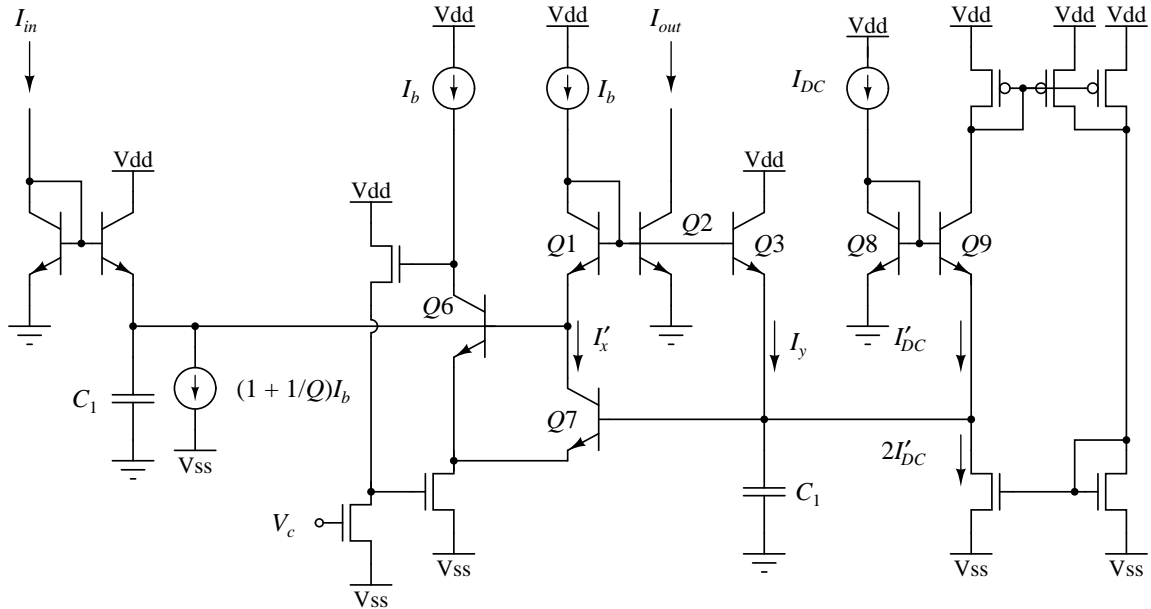 I_in
Vdd
Vdd
I_out
Vdd
Vdd
Vdd
Vdd
I_b
I_b
I_DC
Vdd
Vdd
Vdd
Q1
Q2
Q3
Q8
Q9
Q6
I′_x
I_y
I′_DC
C_1
(1 + 1/Q)I_b
Q7
2I′_DC
Vss
C_1
V_c
Vss
Vss
Vss
Vss